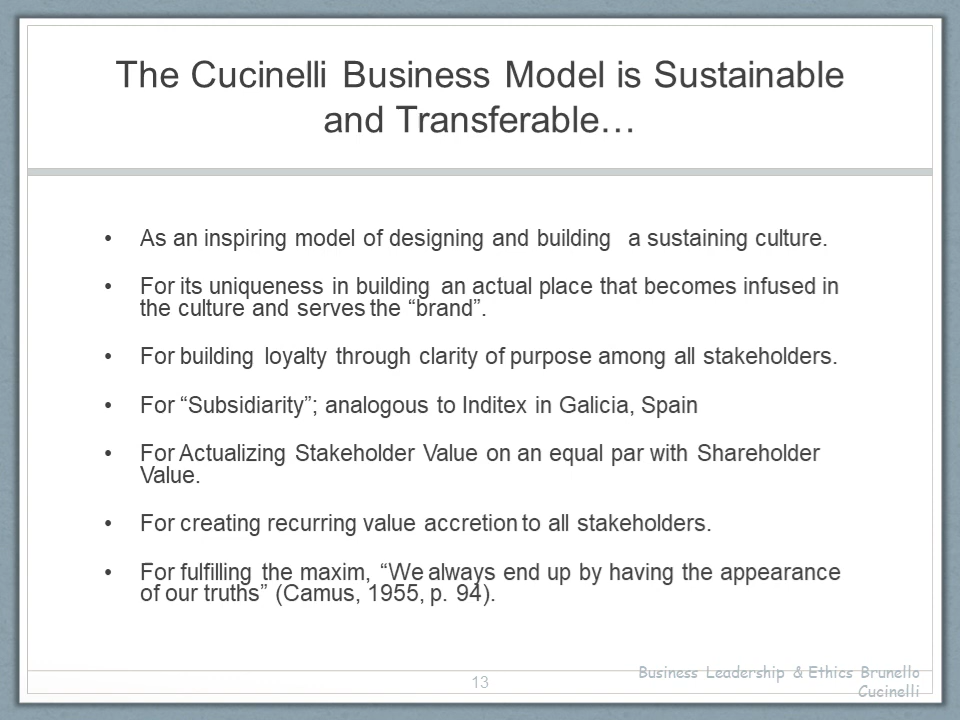 The Cucinelli Business Model is Sustainable
and Transferable…
• As an inspiring model of designing and building a sustaining culture.
• For its uniqueness in building an actual place that becomes infused in
the culture and serves the “brand”.
• For building loyalty through clarity of purpose among all stakeholders.
• For “Subsidiarity”; analogous to Inditex in Galicia, Spain
• For Actualizing Stakeholder Value on an equal par with Shareholder
Value.
• For creating recurring value accretion to all stakeholders.
• For fulfilling the maxim, “We always end up by having the appearance
of our truths” (Camus, 1955, p. 94).
13
Business Leadership & Ethics Brunello
Cucinelli